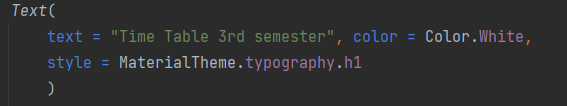 Text(
text = "Time Table 3rd semester", color = Color.White,
style = MaterialTheme.typography.h1
)